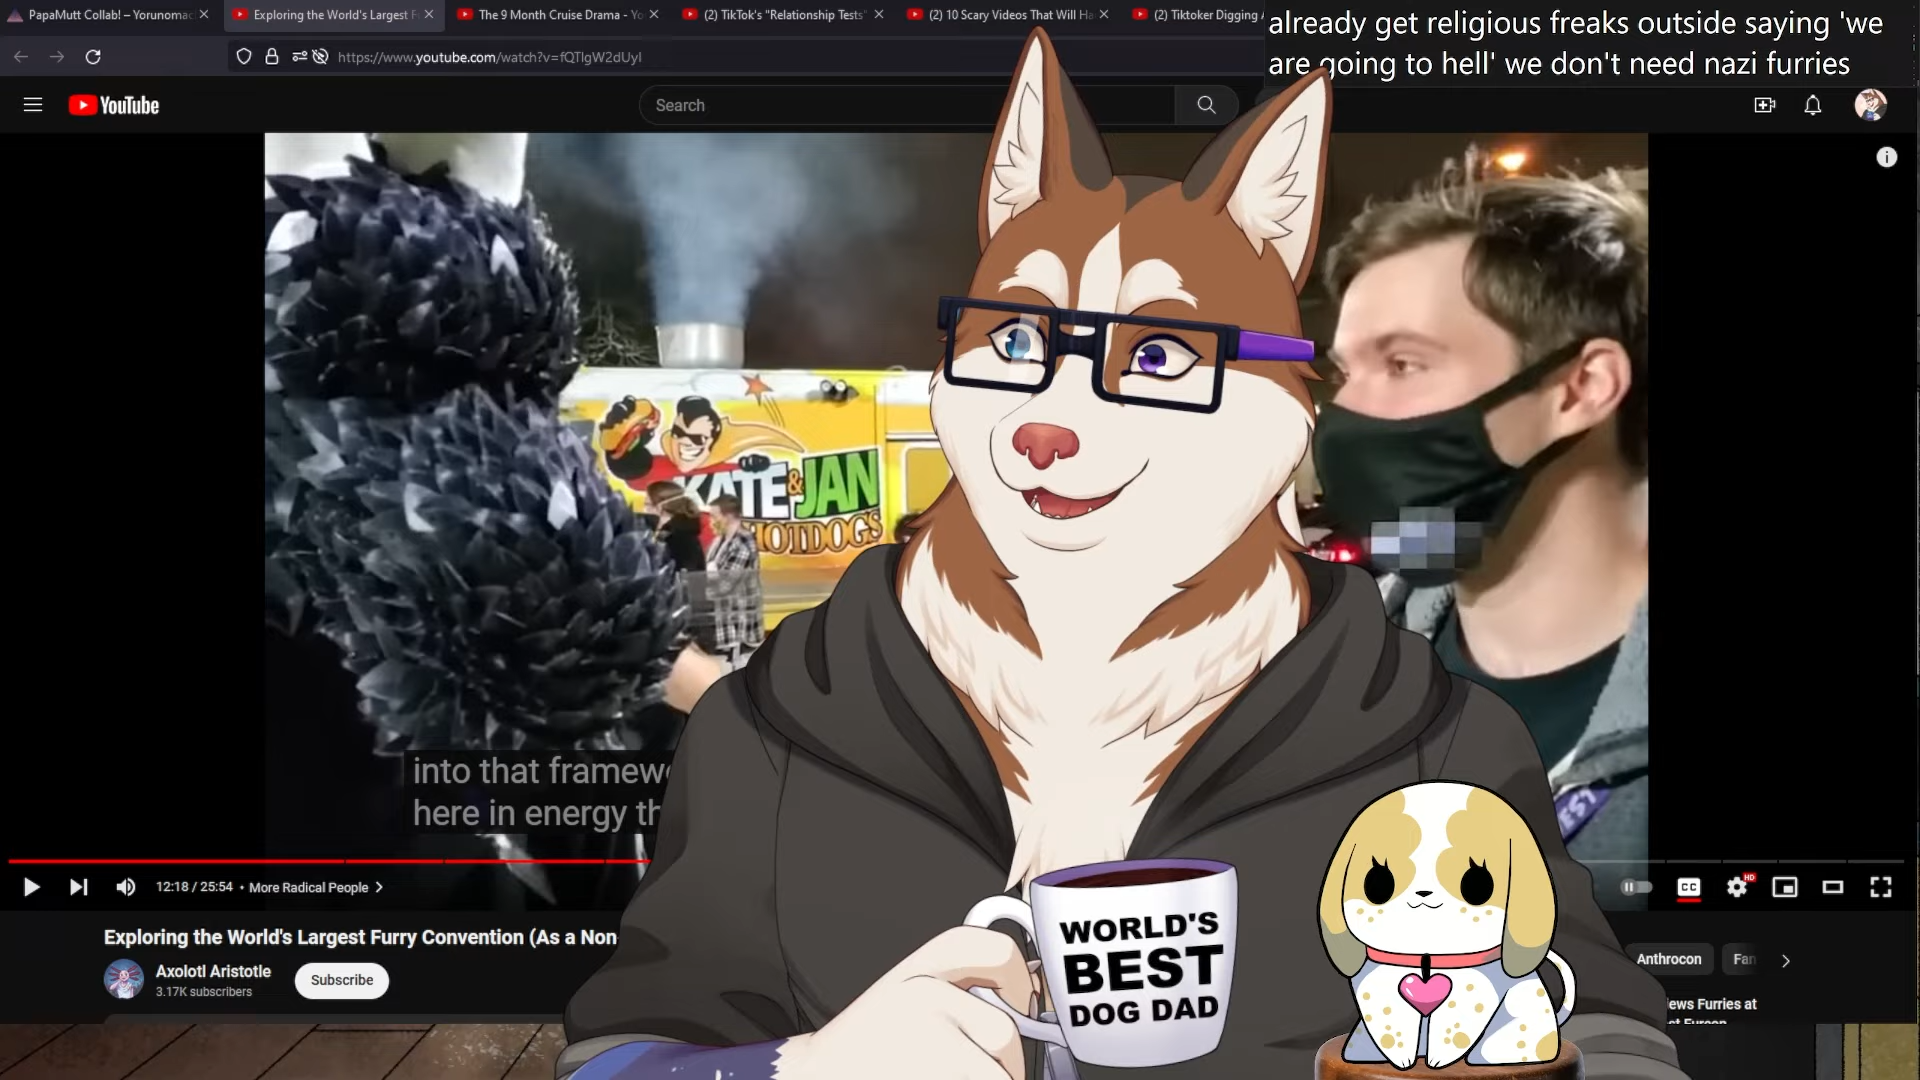 PapaMutt Collab! – Yorunomac
Exploring the World's Largest F
The 9 Month Cruise Drama - Yo
(2) TikTok's "Relationship Tests"
(2) 10 Scary Videos That Will Ha
(2) Tiktoker Digging
already get religious freaks outside saying 'we
are going to hell' we don't need nazi furries
https://www.youtube.com/watch?v=fQTlgW2dUyI
YouTube
Search
KATE & JAN
HOTDOGS
into that framew
here in energy th
12:18 / 25:54 • More Radical People
CC
HD
Exploring the World's Largest Furry Convention (As a Non
Axolotl Aristotle
3.17K subscribers
Subscribe
WORLD'S
BEST
DOG DAD
Anthrocon
Fan
iews Furries at